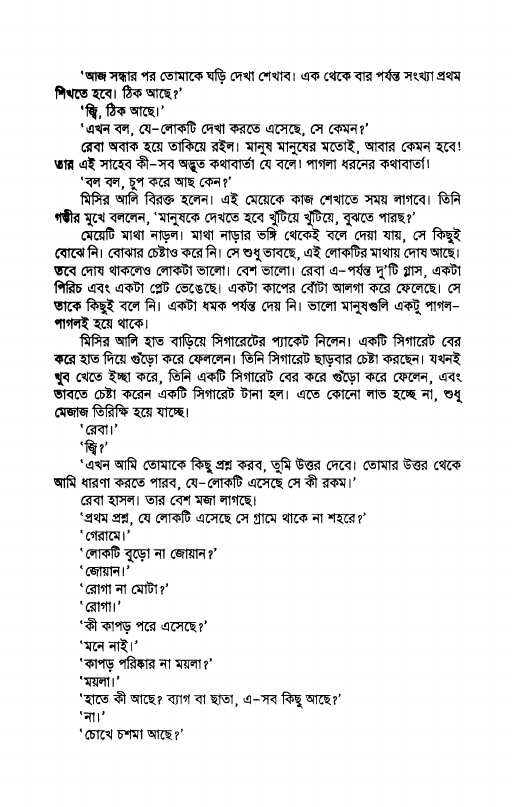 ‘আজ সন্ধার পর তোমাকে ঘড়ি দেখা শেখাব। এক থেকে বার পর্যন্ত সংখ্যা প্রথম
শিখতে হবে। ঠিক আছে?’
‘জ্বি, ঠিক আছে।’
‘এখন বল, যে–লোকটি দেখা করতে এসেছে, সে কেমন?’
রেবা অবাক হয়ে তাকিয়ে রইল। মানুষ মানুষের মতোই, আবার কেমন হবে!
তার এই সাহেব কী–সব অদ্ভুত কথাবার্তা যে বলে! পাগলা ধরনের কথাবার্তা!
‘বল বল, চুপ করে আছ কেন?’
মিসির আলি বিরক্ত হলেন। এই মেয়েকে কাজ শেখাতে সময় লাগবে। তিনি
গম্ভীর মুখে বললেন, ‘মানুষকে দেখতে হবে খুঁটিয়ে খুঁটিয়ে, বুঝতে পারছ?’
মেয়েটি মাথা নাড়ল। মাথা নাড়ার ভঙ্গি থেকেই বলে দেয়া যায়, সে কিছুই
বোঝে নি। বোঝার চেষ্টাও করে নি। সে শুধু ভাবছে, এই লোকটির মাথায় দোষ আছে।
তবে দোষ থাকলেও লোকটা ভালো। বেশ ভালো। রেবা এ–পর্যন্ত দু’টি গ্লাস, একটা
পিরিচ এবং একটা প্লেট ভেঙেছে। একটা কাপের বোঁটা আলগা করে ফেলেছে। সে
তাকে কিছুই বলে নি। একটা ধমক পর্যন্ত দেয় নি। ভালো মানুষগুলি একটু পাগল–
পাগলই হয়ে থাকে।
মিসির আলি হাত বাড়িয়ে সিগারেটের প্যাকেট নিলেন। একটি সিগারেট বের
করে হাত দিয়ে গুঁড়ো করে ফেললেন। তিনি সিগারেট ছাড়বার চেষ্টা করছেন। যখনই
খুব খেতে ইচ্ছা করে, তিনি একটি সিগারেট বের করে গুঁড়ো করে ফেলেন, এবং
ভাবতে চেষ্টা করেন একটি সিগারেট টানা হল। এতে কোনো লাভ হচ্ছে না, শুধু
মেজাজ তিরিক্ষি হয়ে যাচ্ছে।
‘রেবা।’
‘জ্বি?’
‘এখন আমি তোমাকে কিছু প্রশ্ন করব, তুমি উত্তর দেবে। তোমার উত্তর থেকে
আমি ধারণা করতে পারব, যে–লোকটি এসেছে সে কী রকম।’
রেবা হাসল। তার বেশ মজা লাগছে।
‘প্রথম প্রশ্ন, যে লোকটি এসেছে সে গ্রামে থাকে না শহরে?’
‘গেরামে।’
‘লোকটি বুড়ো না জোয়ান?’
‘জোয়ান।’
‘রোগা না মোটা?’
‘রোগা।’
‘কী কাপড় পরে এসেছে?’
‘মনে নাই।’
‘কাপড় পরিষ্কার না ময়লা?’
‘ময়লা।’
‘হাতে কী আছে? ব্যাগ বা ছাতা, এ–সব কিছু আছে?’
‘না।’
‘চোখে চশমা আছে?’